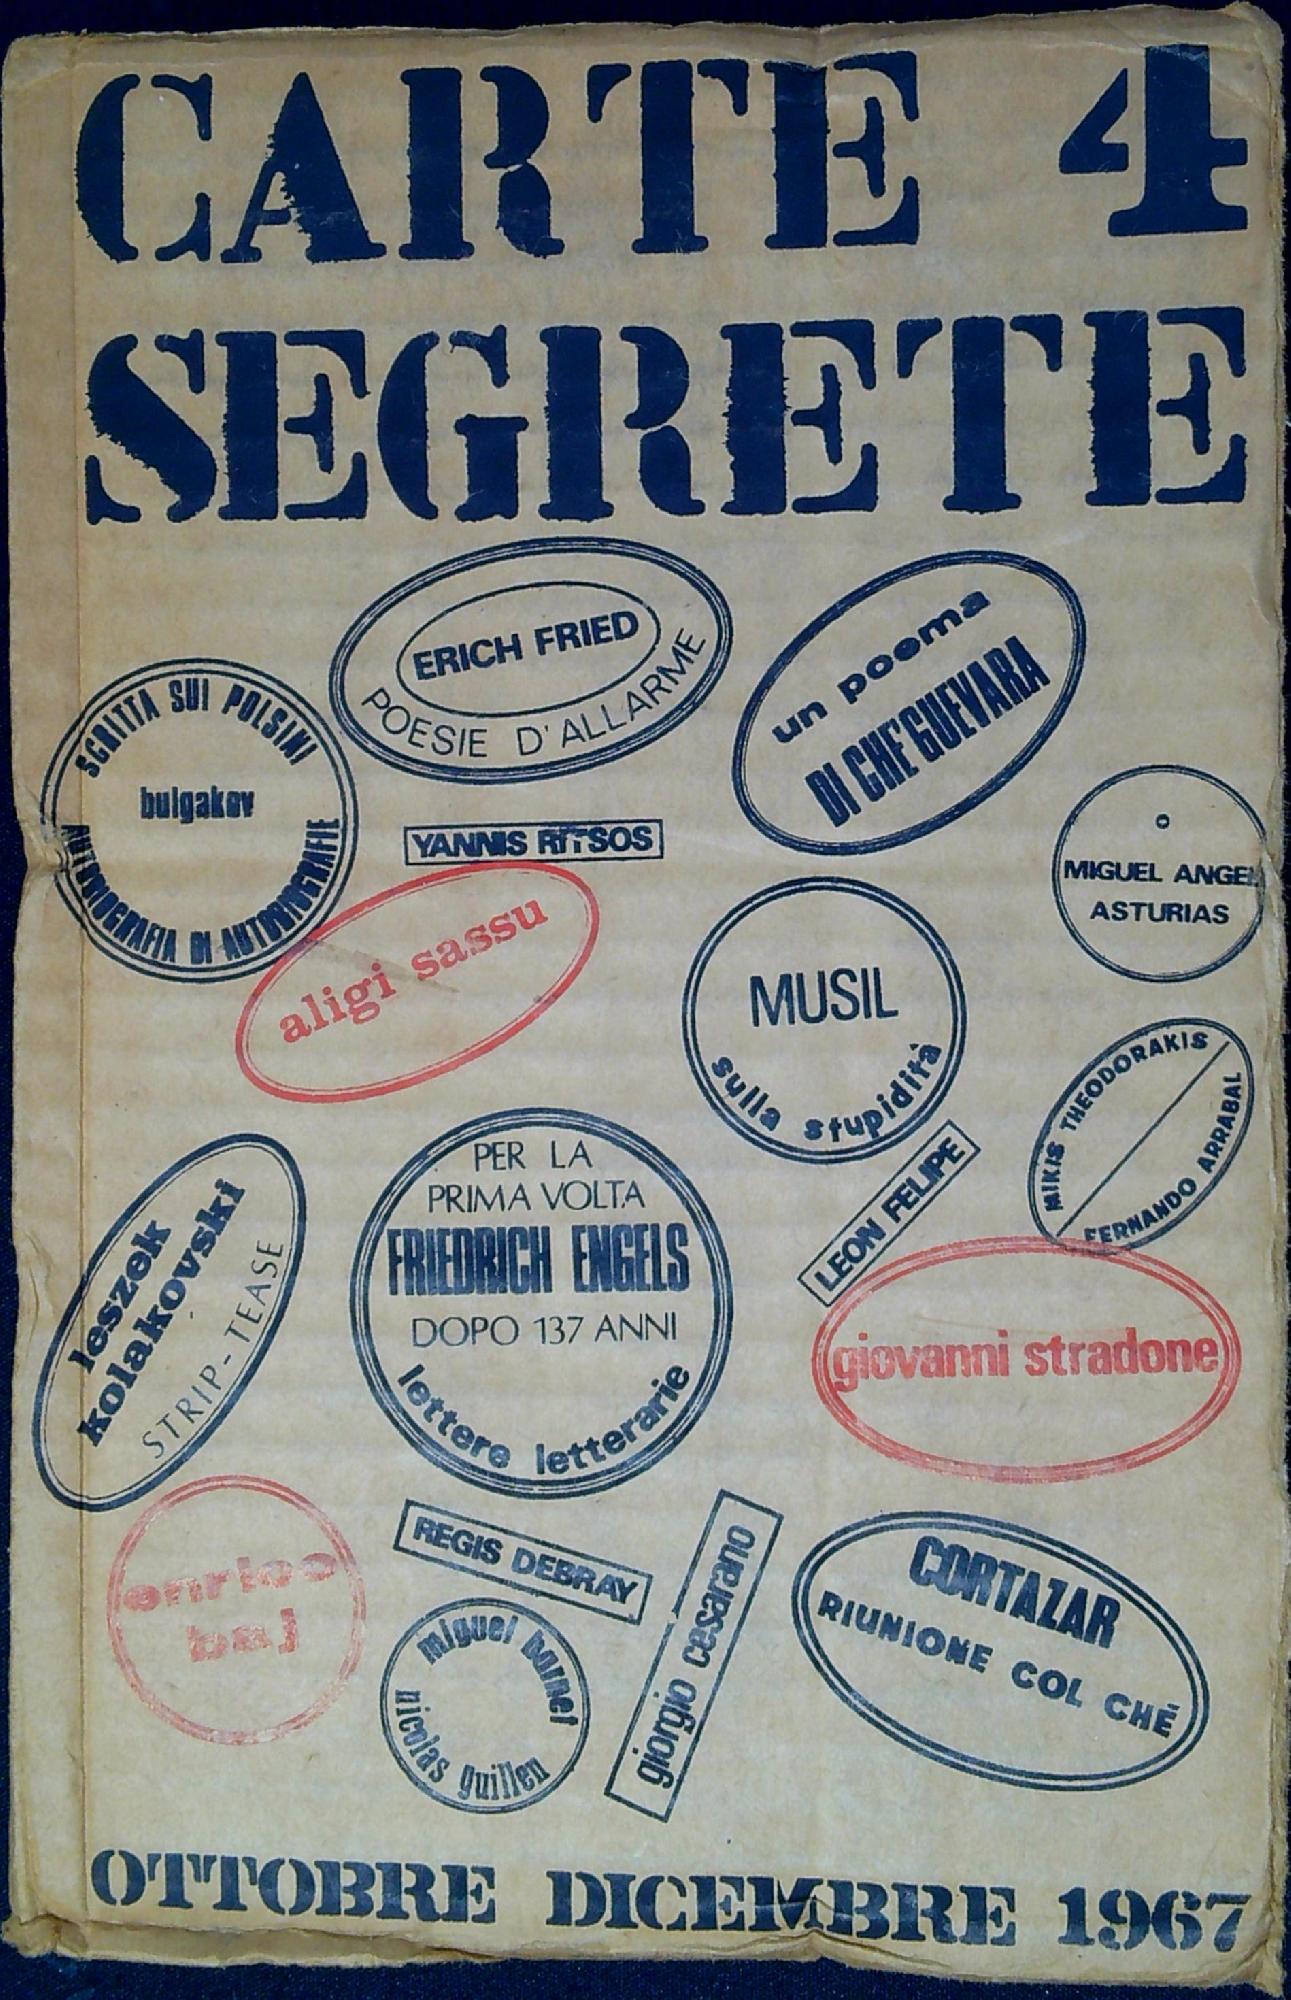 CARTE 4
SEGRETE
ERICH FRIED
POESIE D'ALLARME
un poema
DI CHE' GUEVARA
SCRITTA SUI POLSINI
bulgakov
AUTOBIOGRAFIA DI AUTOBIOGRAFIE
YANNIS RITSOS
MIGUEL ANGEL
ASTURIAS
aligi sassu
MUSIL
sulla stupidità
MIKIS THEODORAKIS
FERNANDO ARRABAL
LEON FELIPE
leszek
kolakovski
STRIP-TEASE
PER LA
PRIMA VOLTA
FRIEDRICH ENGELS
DOPO 137 ANNI
lettere letterarie
giovanni stradone
enrico
baj
REGIS DEBRAY
miguel barnet
nicolas guillen
giorgio cesarano
CORTAZAR
RIUNIONE COL CHE'
OTTOBRE DICEMBRE 1967